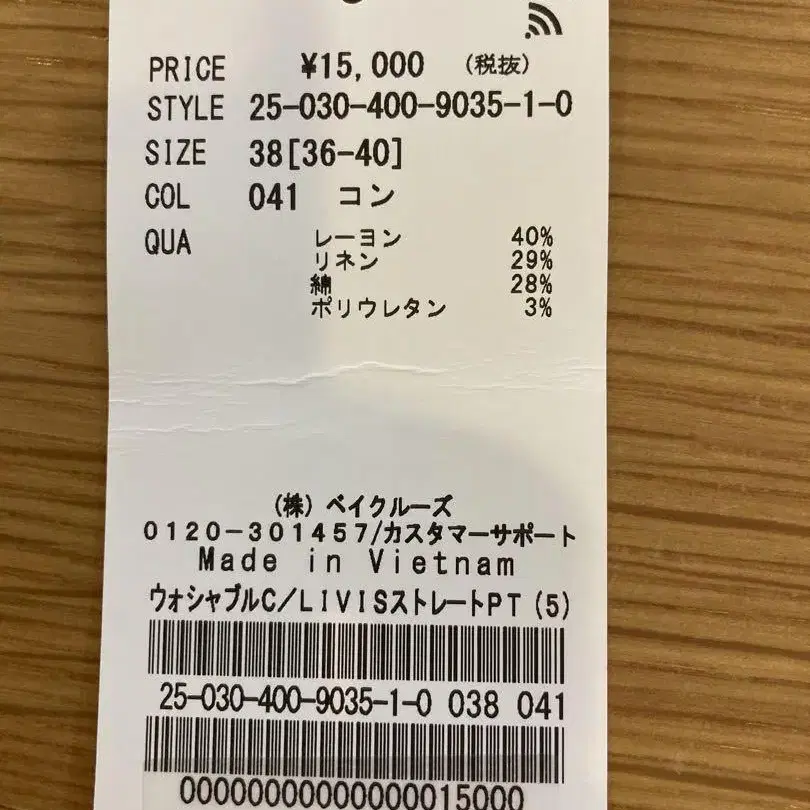 PRICE ¥15,000 (税抜)
STYLE 25-030-400-9035-1-0
SIZE 38[36-40]
COL 041 コン
QUA レーヨン 40%
リネン 29%
綿 28%
ポリウレタン 3%
(株) ベイクルーズ
0120-301457/カスタマーサポート
Made in Vietnam
ウォシャブルC/LIVISストレートPT(5)
25-030-400-9035-1-0 038 041
00000000000000015000